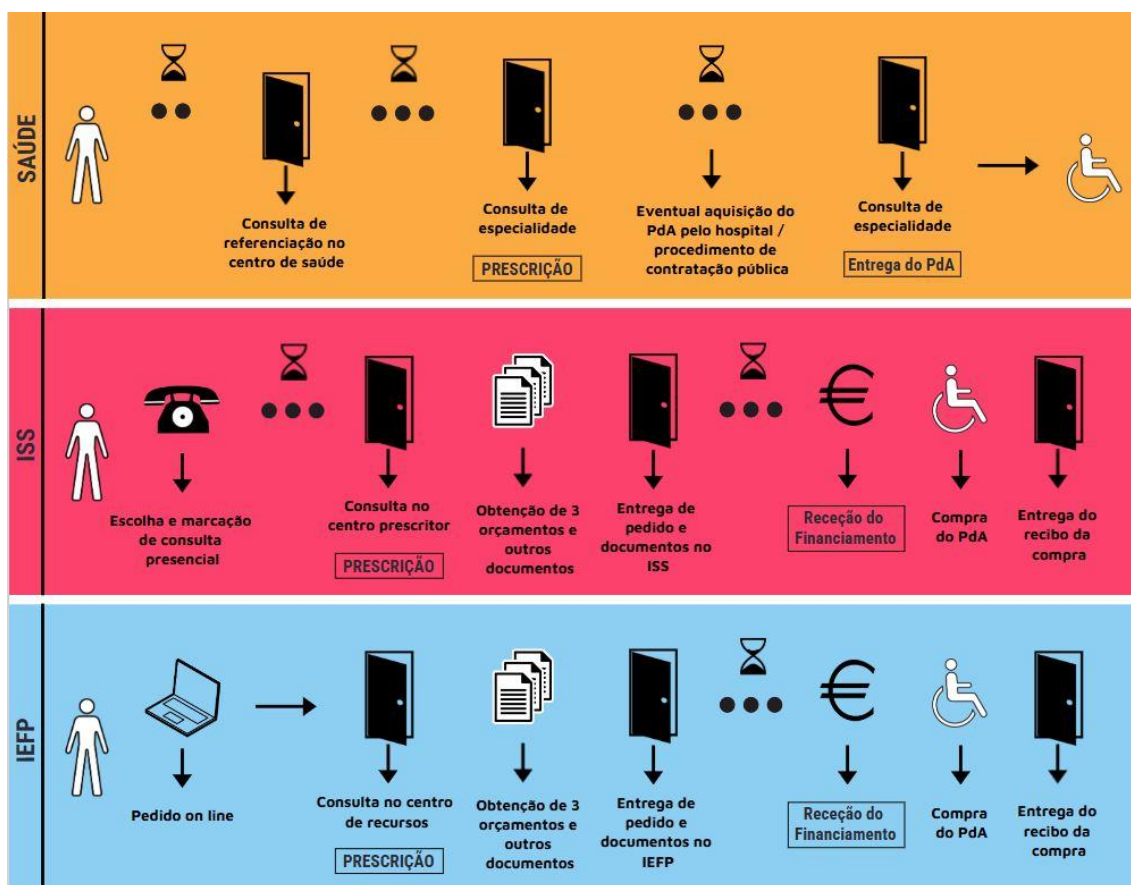 SAÚDE
Consulta de
referenciação no
centro de saúde
Consulta de
especialidade
PRESCRIÇÃO
Eventual aquisição do
PdA pelo hospital /
procedimento de
contratação pública
Consulta de
especialidade
Entrega do PdA
ISS
Escolha e marcação
de consulta
presencial
Consulta no
centro prescritor
PRESCRIÇÃO
Obtenção de 3
orçamentos e
outros
documentos
Entrega de
pedido e
documentos no
ISS
Receção do
Financiamento
Compra
do PdA
Entrega do
recibo da
compra
IEFP
Pedido on line
Consulta no centro
de recursos
PRESCRIÇÃO
Obtenção de 3
orçamentos e
outros
documentos
Entrega de
pedido e
documentos no
IEFP
Receção do
Financiamento
Compra
do PdA
Entrega do
recibo da
compra